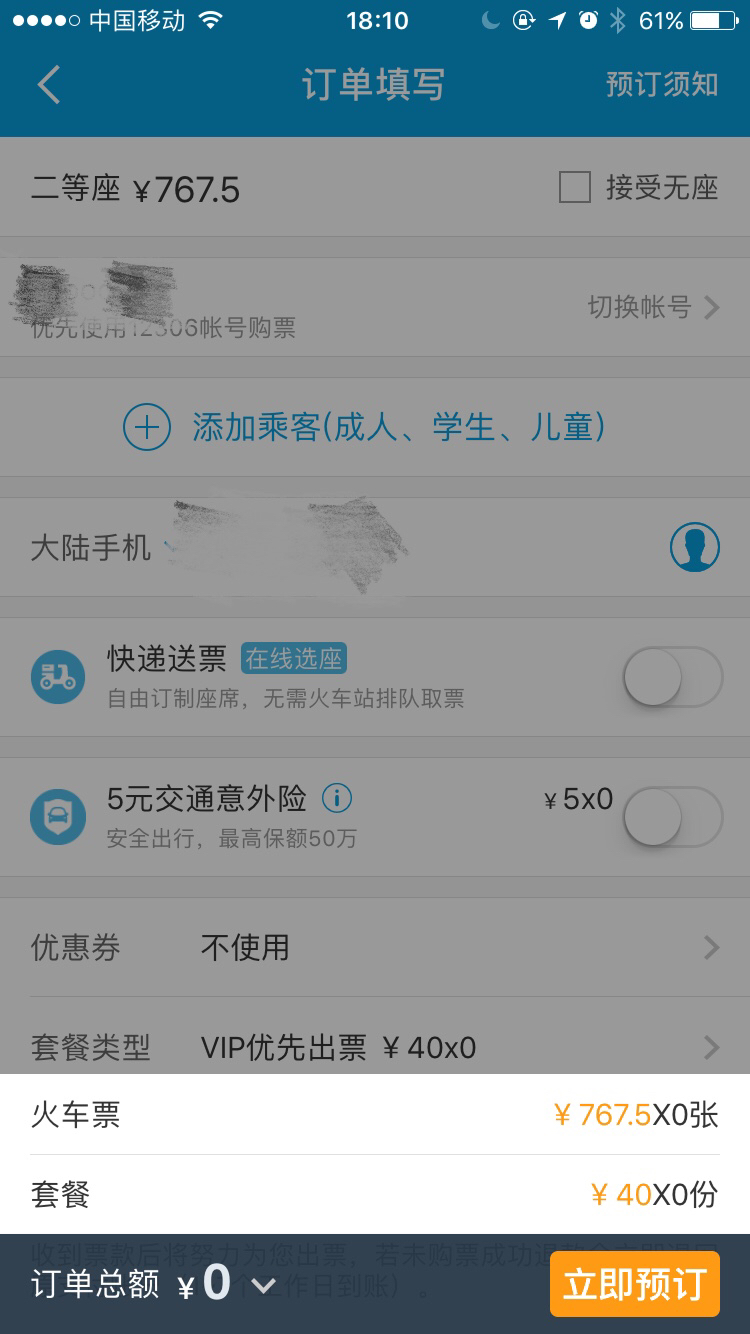 中国移动 18:10 61%
订单填写 预订须知
二等座 ¥767.5 接受无座
切换帐号
优先使用12306帐号购票
添加乘客(成人、学生、儿童)
大陆手机
快递送票 在线选座
自由订制座席，无需火车站排队取票
5元交通意外险 ¥5x0
安全出行，最高保额50万
优惠券 不使用
套餐类型 VIP优先出票 ¥40x0
火车票 ¥767.5X0张
套餐 ¥40X0份
收到票款后将努力为您出票，若未购票成功
订单总额 ¥0 立即预订
工作日到账）。